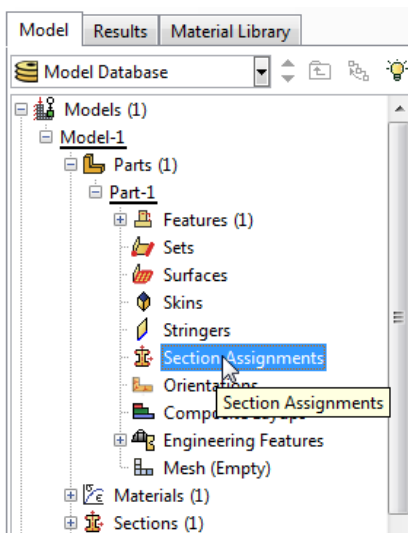 Model Results Material Library
Model Database
Models (1)
Model-1
Parts (1)
Part-1
Features (1)
Sets
Surfaces
Skins
Stringers
Section Assignments
Orientations
Section Assignments
Engineering Features
Mesh (Empty)
Materials (1)
Sections (1)